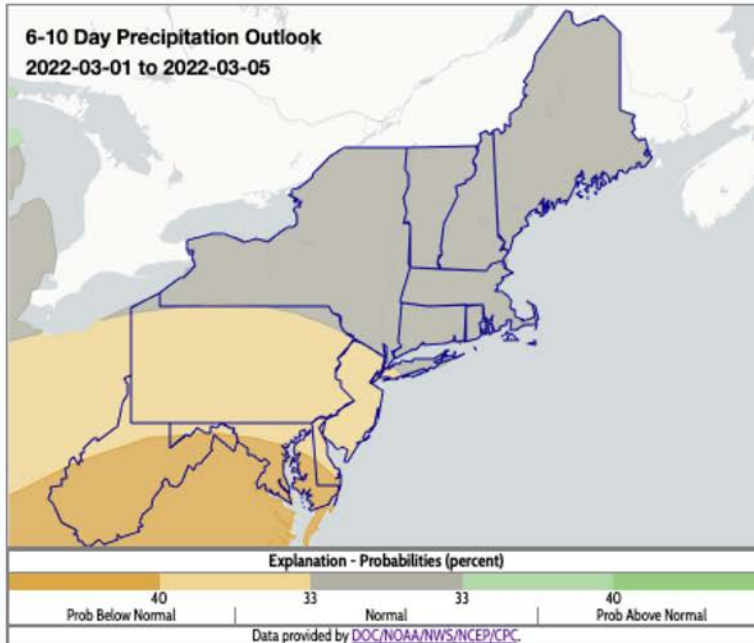 6-10 Day Precipitation Outlook
2022-03-01 to 2022-03-05
Explanation - Probabilities (percent)
40 33 33 40
Prob Below Normal | Normal | Prob Above Normal
Data provided by DOC/NOAA/NWS/NCEP/CPC.